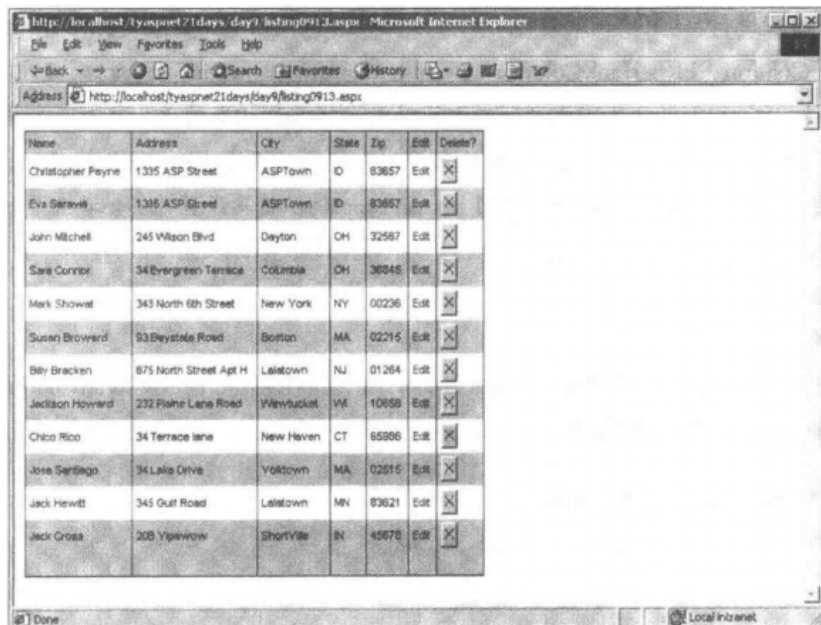 http://localhost/tyaspnet21days/day9/listing0913.aspx - Microsoft Internet Explorer
File Edit View Favorites Tools Help
Back Search Favorites History
Address http://localhost/tyaspnet21days/day9/listing0913.aspx
Name Address City State Zip Edit Delete?
Christopher Payne 1335 ASP Street ASPTown ID 83657 Edit X
Eva Saravia 1335 ASP Street ASPTown ID 83657 Edit X
John Mitchell 245 Wilson Blvd Dayton OH 32567 Edit X
Sara Connor 34 Evergreen Terrace Columbia OH 36845 Edit X
Mark Showal 343 North 6th Street New York NY 00236 Edit X
Susan Broward 93 Baystate Road Boston MA 02215 Edit X
Billy Bracken 875 North Street Apt H Lalatown NJ 01264 Edit X
Jackson Howard 232 Plaine Lane Road Wawtucket WI 10658 Edit X
Chico Rico 34 Terrace lane New Haven CT 65986 Edit X
Jose Santiago 34 Lake Drive Yolktown MA 02515 Edit X
Jack Hewitt 345 Gulf Road Lalatown MN 83621 Edit X
Jack Cross 20B Yipewow ShortVille IN 45678 Edit X
Done Local intranet